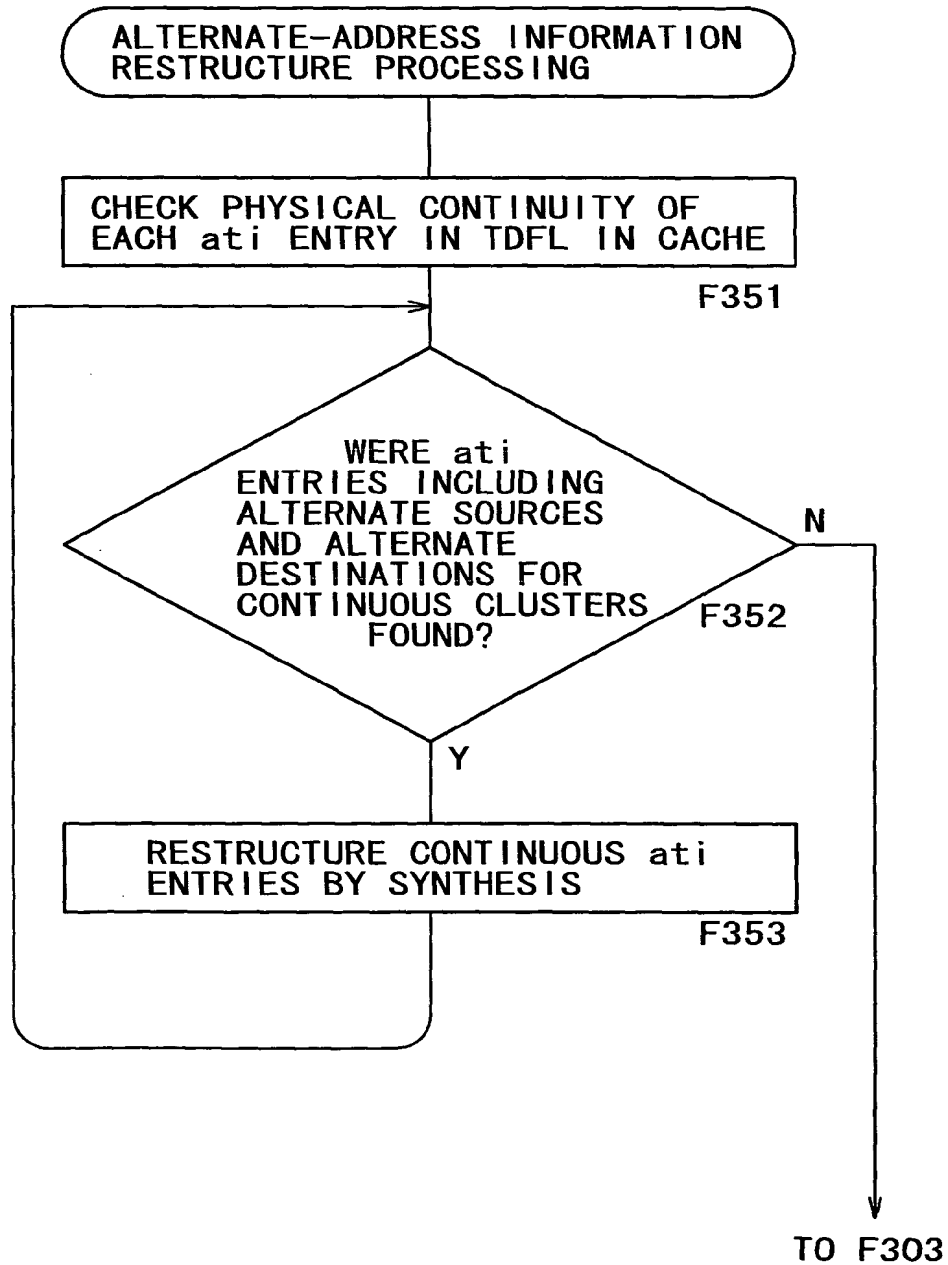 ALTERNATE-ADDRESS INFORMATION
RESTRUCTURE PROCESSING
CHECK PHYSICAL CONTINUITY OF
EACH ati ENTRY IN TDFL IN CACHE
F351
WERE ati
ENTRIES INCLUDING
ALTERNATE SOURCES
AND ALTERNATE
DESTINATIONS FOR
CONTINUOUS CLUSTERS
FOUND?
N
F352
Y
RESTRUCTURE CONTINUOUS ati
ENTRIES BY SYNTHESIS
F353
TO F303